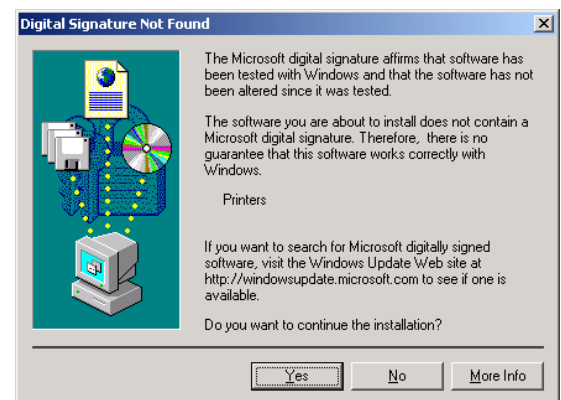 Digital Signature Not Found
The Microsoft digital signature affirms that software has
been tested with Windows and that the software has not
been altered since it was tested.
The software you are about to install does not contain a
Microsoft digital signature. Therefore, there is no
guarantee that this software works correctly with
Windows.
Printers
If you want to search for Microsoft digitally signed
software, visit the Windows Update Web site at
http://windowsupdate.microsoft.com to see if one is
available.
Do you want to continue the installation?
Yes
No
More Info